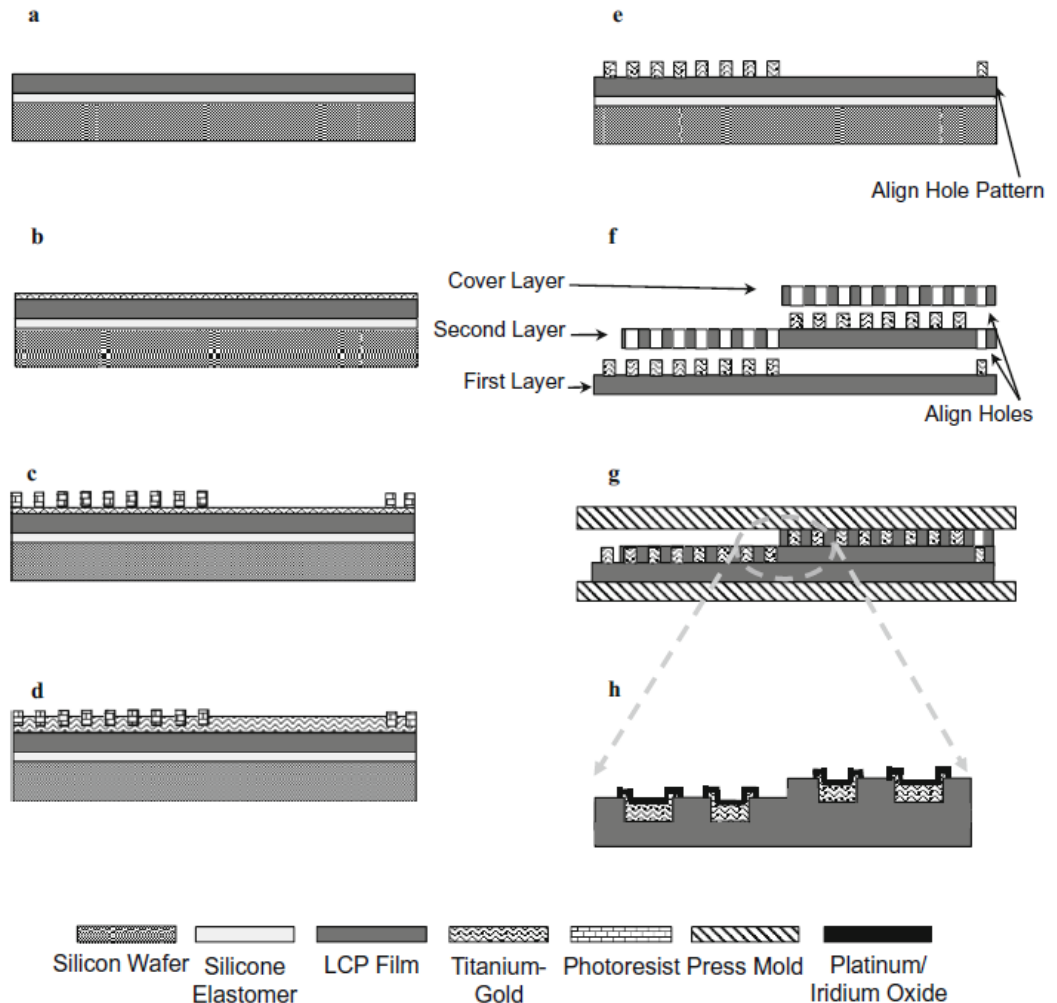 a
e
Align Hole Pattern
b
f
Cover Layer
Second Layer
First Layer
Align Holes
c
g
d
h
Silicon Wafer
Silicone
Elastomer
LCP Film
Titanium-
Gold
Photoresist
Press Mold
Platinum/
Iridium Oxide